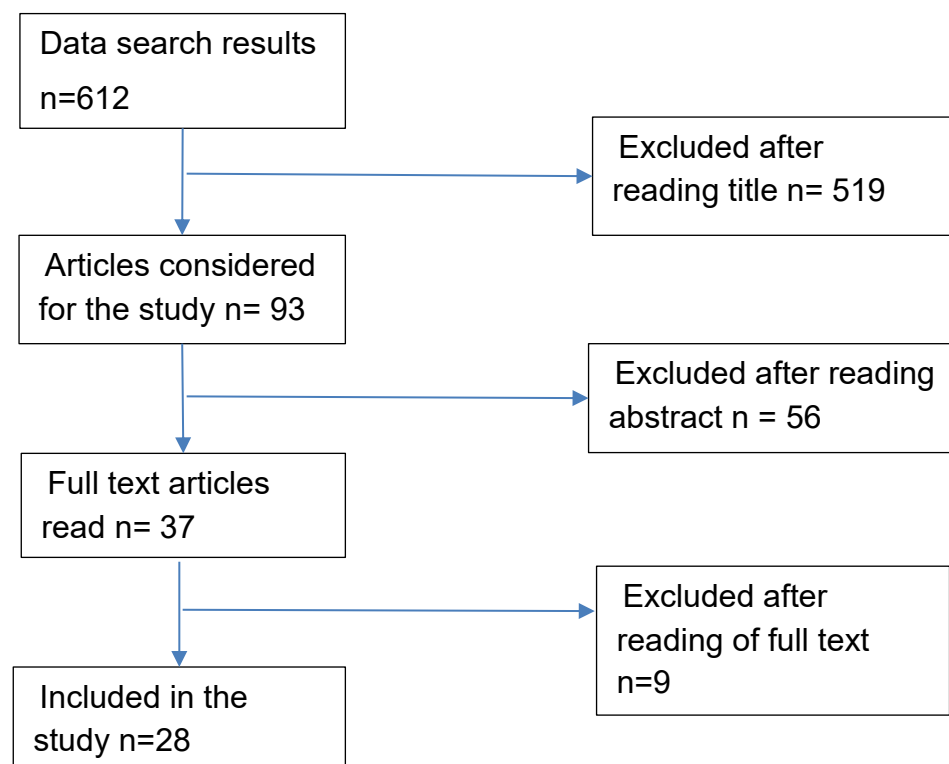 Data search results
n=612
Excluded after
reading title n= 519
Articles considered
for the study n= 93
Excluded after reading
abstract n = 56
Full text articles
read n= 37
Excluded after
reading of full text
n=9
Included in the
study n=28